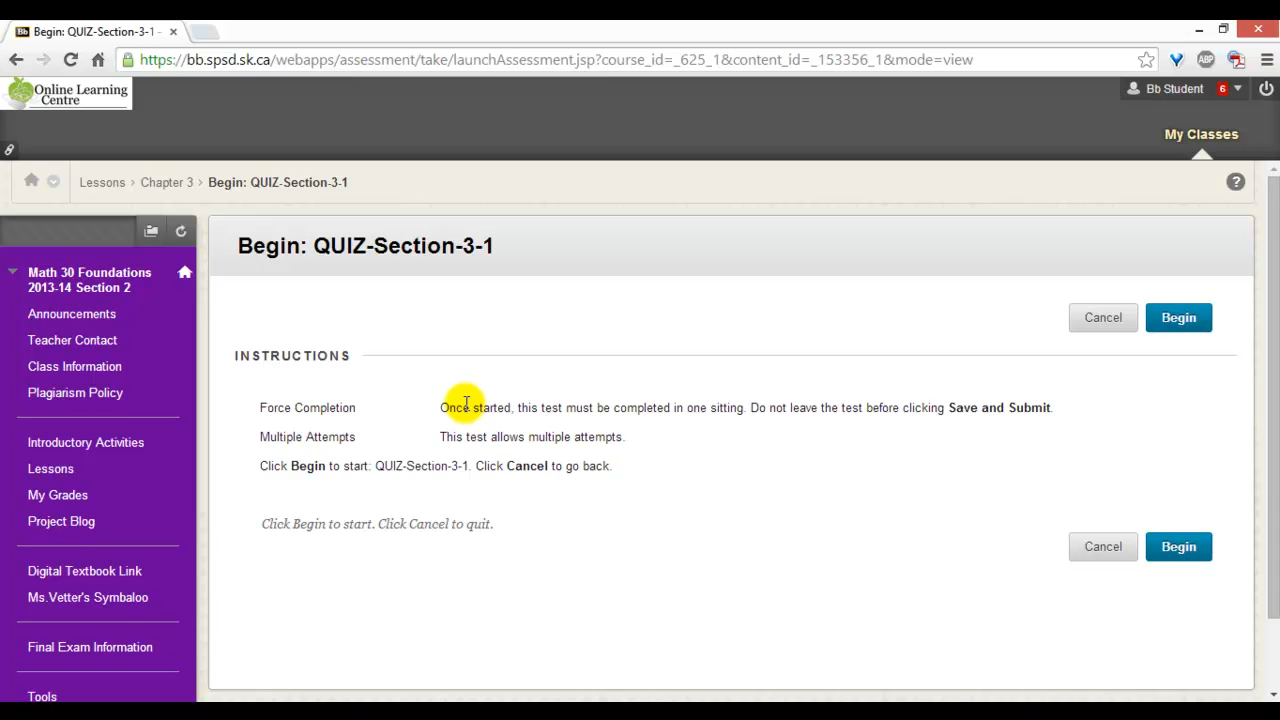 Begin: QUIZ-Section-3-1 -
https://bb.spsd.sk.ca/webapps/assessment/take/launchAssessment.jsp?course_id=_625_1&content_id=_153356_1&mode=view
ABP
Online Learning
Centre
Bb Student 6
My Classes
Lessons > Chapter 3 > Begin: QUIZ-Section-3-1
?
Begin: QUIZ-Section-3-1
Math 30 Foundations
2013-14 Section 2
Announcements
Teacher Contact
Class Information
Plagiarism Policy
Introductory Activities
Lessons
My Grades
Project Blog
Digital Textbook Link
Ms.Vetter's Symbaloo
Final Exam Information
Tools
Cancel Begin
INSTRUCTIONS
Force Completion Once started, this test must be completed in one sitting. Do not leave the test before clicking Save and Submit.
Multiple Attempts This test allows multiple attempts.
Click Begin to start: QUIZ-Section-3-1. Click Cancel to go back.
Click Begin to start. Click Cancel to quit.
Cancel Begin